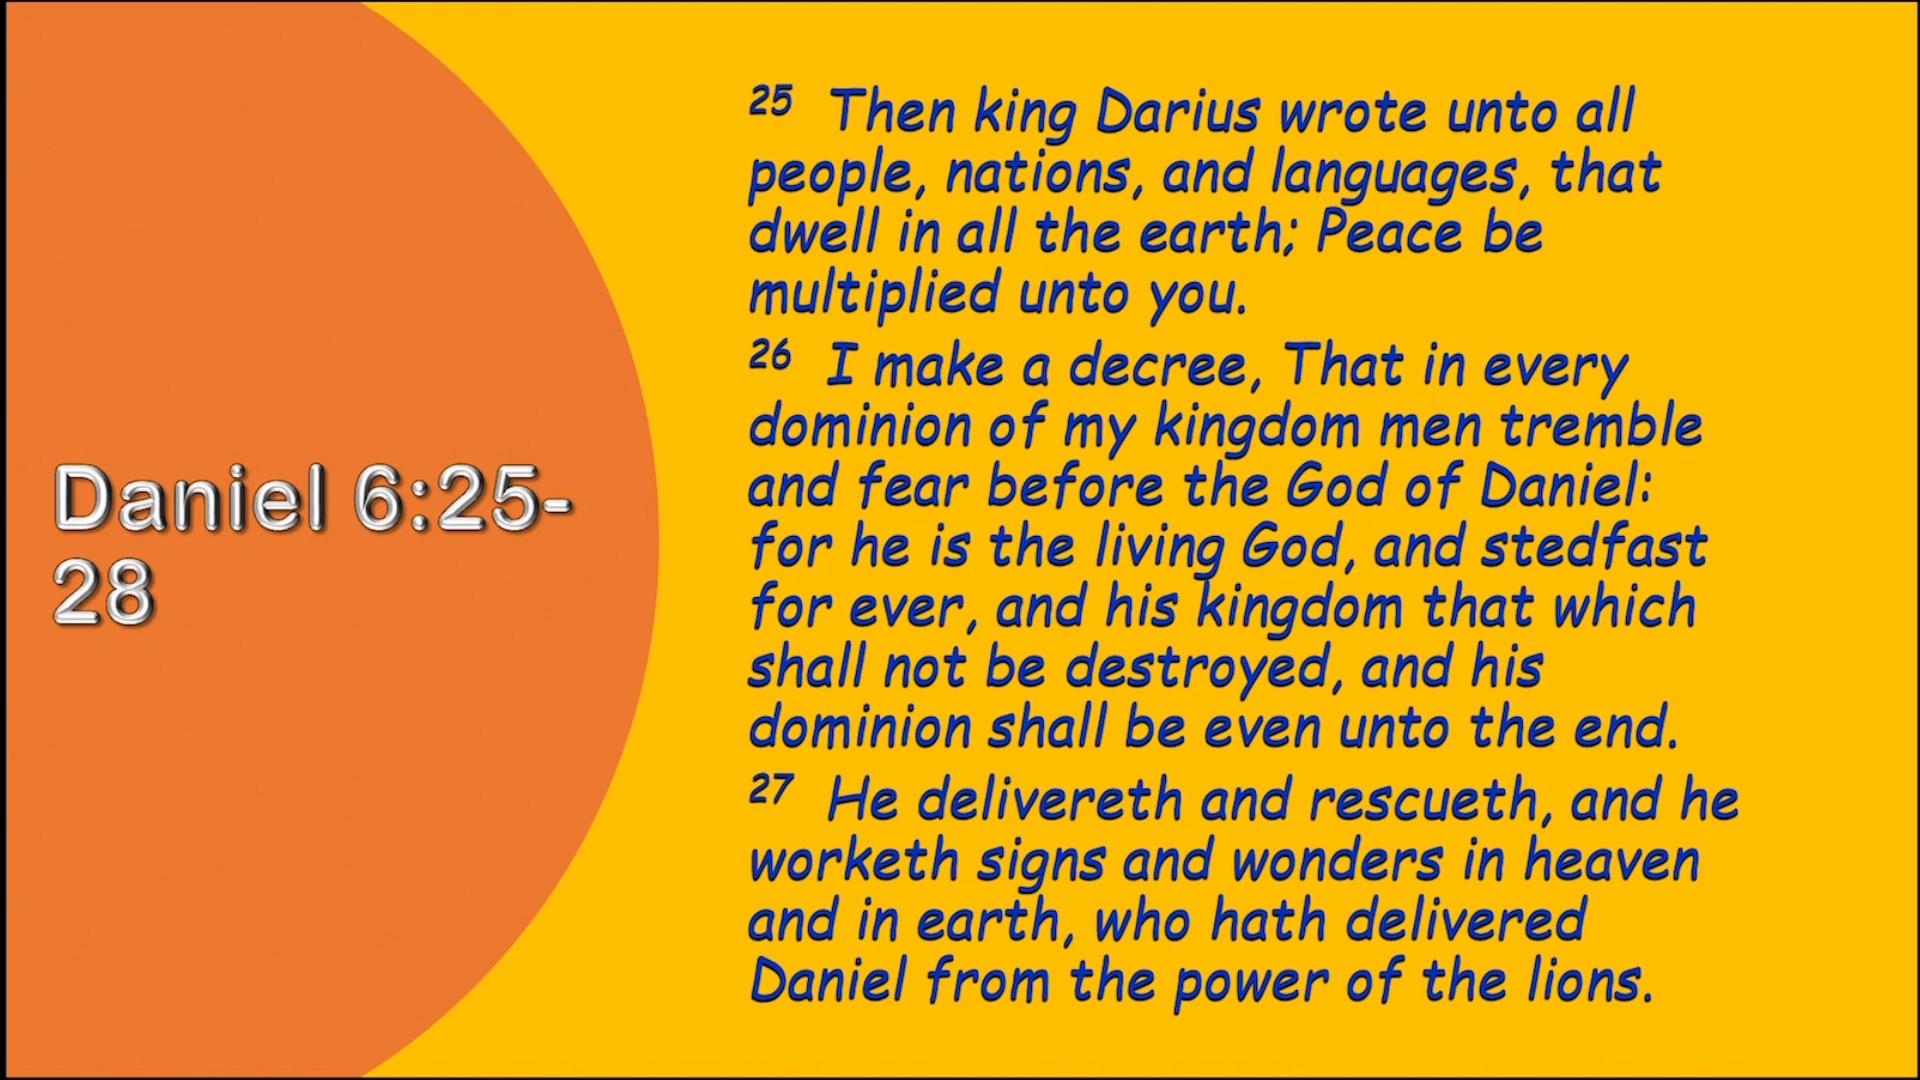 Daniel 6:25-
28
25 Then king Darius wrote unto all
people, nations, and languages, that
dwell in all the earth; Peace be
multiplied unto you.
26 I make a decree, That in every
dominion of my kingdom men tremble
and fear before the God of Daniel:
for he is the living God, and stedfast
for ever, and his kingdom that which
shall not be destroyed, and his
dominion shall be even unto the end.
27 He delivereth and rescueth, and he
worketh signs and wonders in heaven
and in earth, who hath delivered
Daniel from the power of the lions.